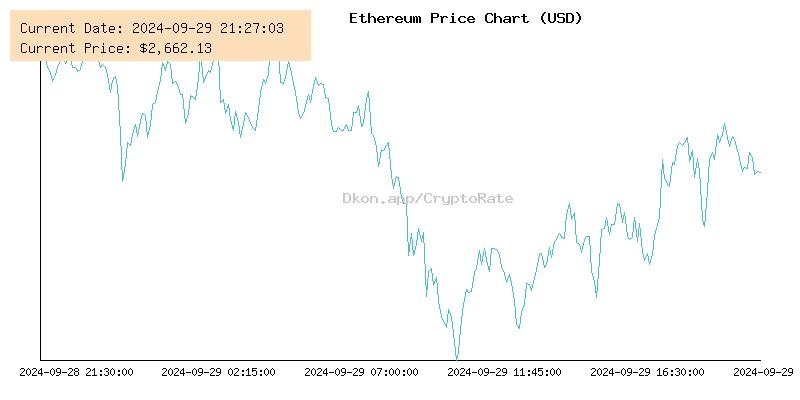 Ethereum Price Chart (USD)
Current Date: 2024-09-29 21:27:03
Current Price: $2,662.13
Dkon.app/CryptoRate
2024-09-28 21:30:00 2024-09-29 02:15:00 2024-09-29 07:00:00 2024-09-29 11:45:00 2024-09-29 16:30:00 2024-09-29